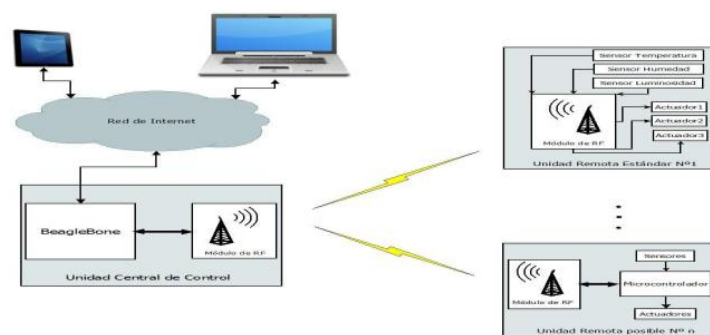 Red de Internet
BeagleBone
Módulo de RF
Unidad Central de Control
Sensor Temperatura
Sensor Humedad
Sensor Luminosidad
Actuador1
Actuador2
Actuador3
Módulo de RF
Unidad Remota Estándar Nº1
Sensores
Microcontrolador
Módulo de RF
Actuadores
Unidad Remota posible Nº n